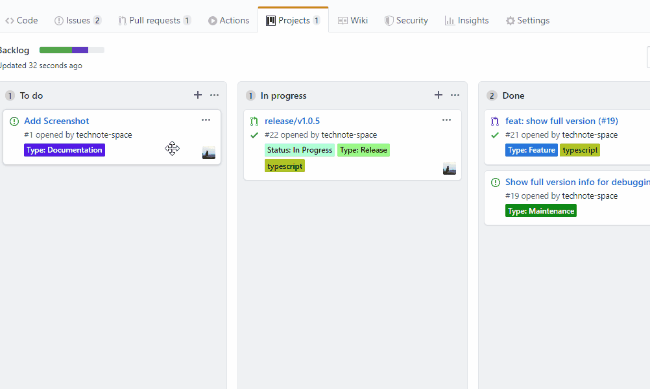 Code Issues 2 Pull requests 1 Actions Projects 1 Wiki Security Insights Settings
Backlog
Updated 32 seconds ago
1 To do
Add Screenshot
#1 opened by technote-space
Type: Documentation
1 In progress
release/v1.0.5
#22 opened by technote-space
Status: In Progress Type: Release
typescript
2 Done
feat: show full version (#19)
#21 opened by technote-space
Type: Feature typescript
Show full version info for debugging
#19 opened by technote-space
Type: Maintenance